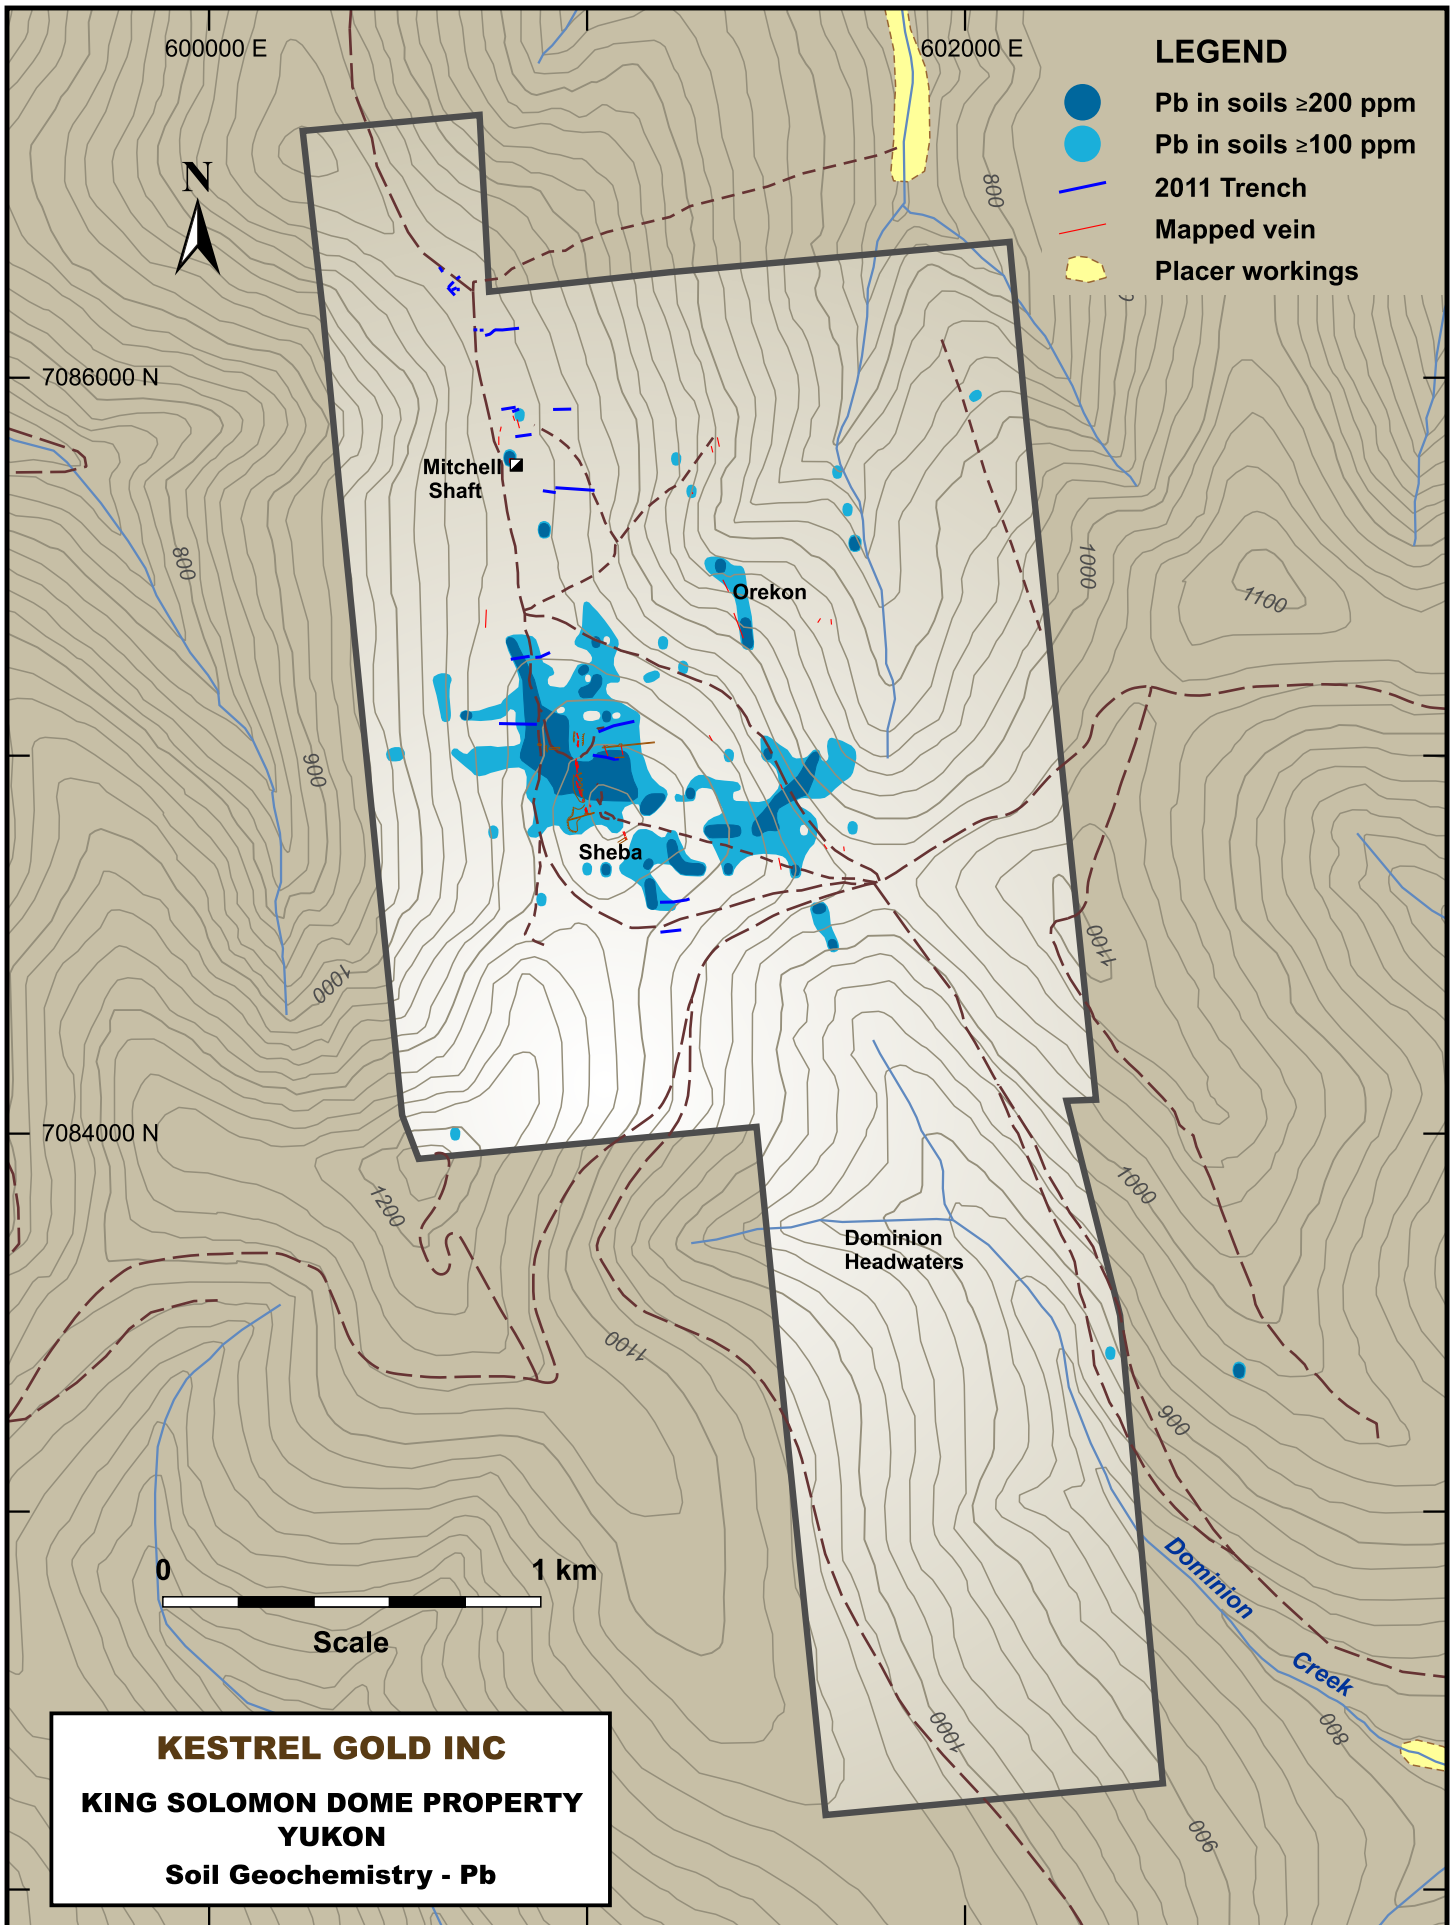 600000 E
602000 E
LEGEND
Pb in soils ≥200 ppm
Pb in soils ≥100 ppm
2011 Trench
Mapped vein
Placer workings
N
800
7086000 N
Mitchell
Shaft
800
1000
1100
Orekon
900
Sheba
1100
1000
7084000 N
1200
1000
Dominion
Headwaters
1100
900
0
1 km
Scale
Dominion
Creek
1000
800
900
KESTREL GOLD INC
KING SOLOMON DOME PROPERTY
YUKON
Soil Geochemistry - Pb